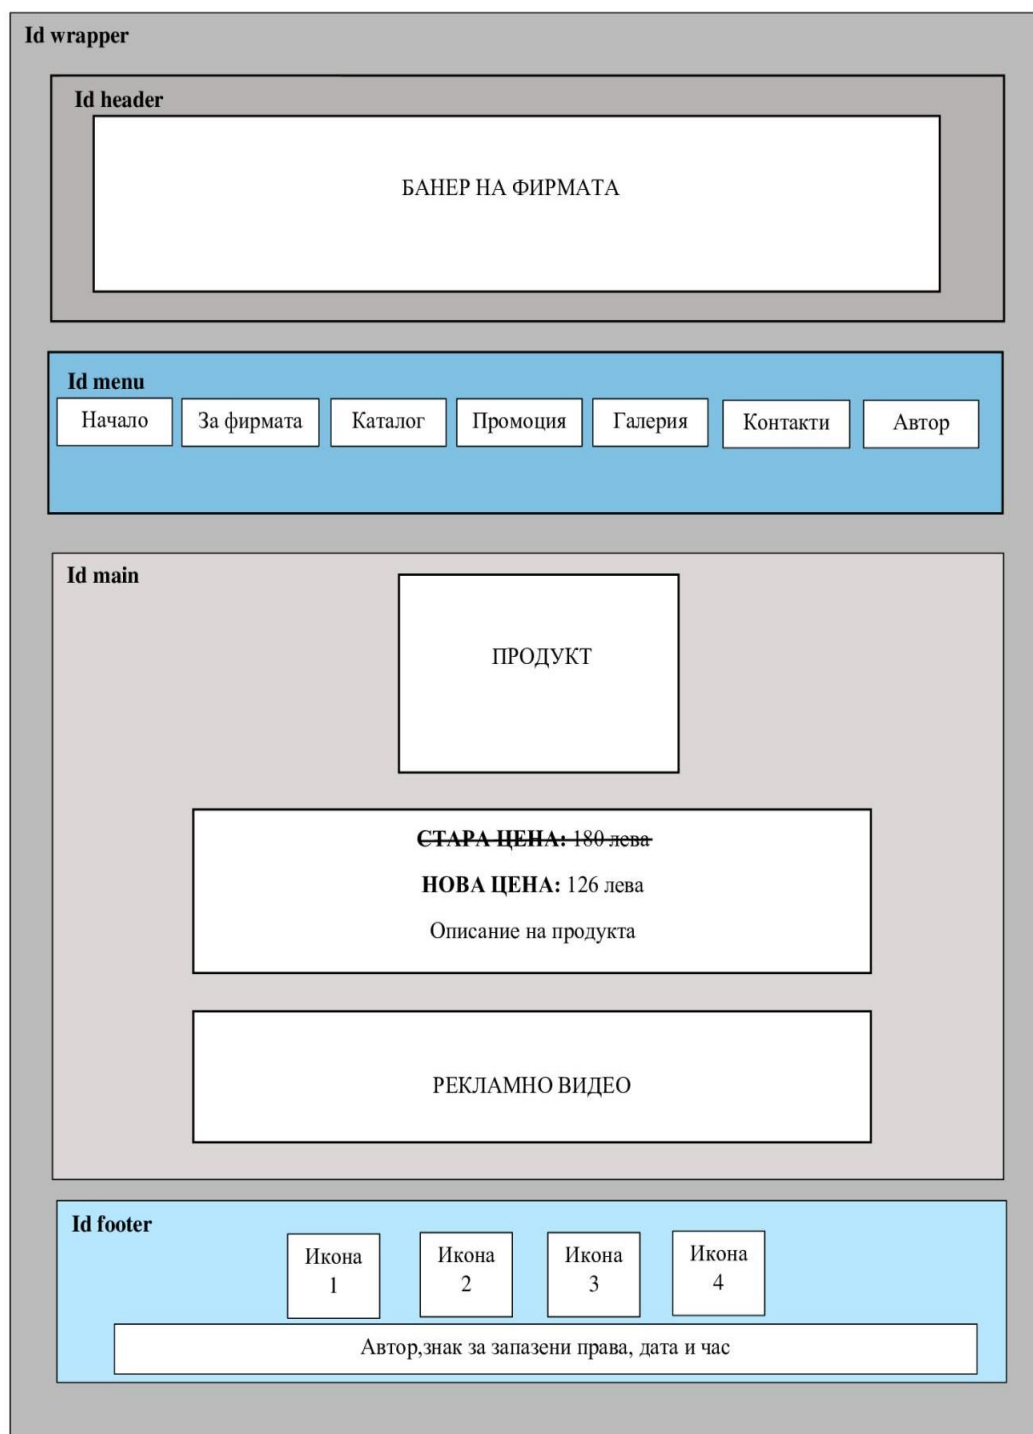 Id wrapper
Id header
БАНЕР НА ФИРМАТА
Id menu
Начало За фирмата Каталог Промоция Галерия Контакти Автор
Id main
ПРОДУКТ
СТАРА ЦЕНА: 180 лева
НОВА ЦЕНА: 126 лева
Описание на продукта
РЕКЛАМНО ВИДЕО
Id footer
Икона Икона Икона Икона
1 2 3 4
Автор,знак за запазени права, дата и час